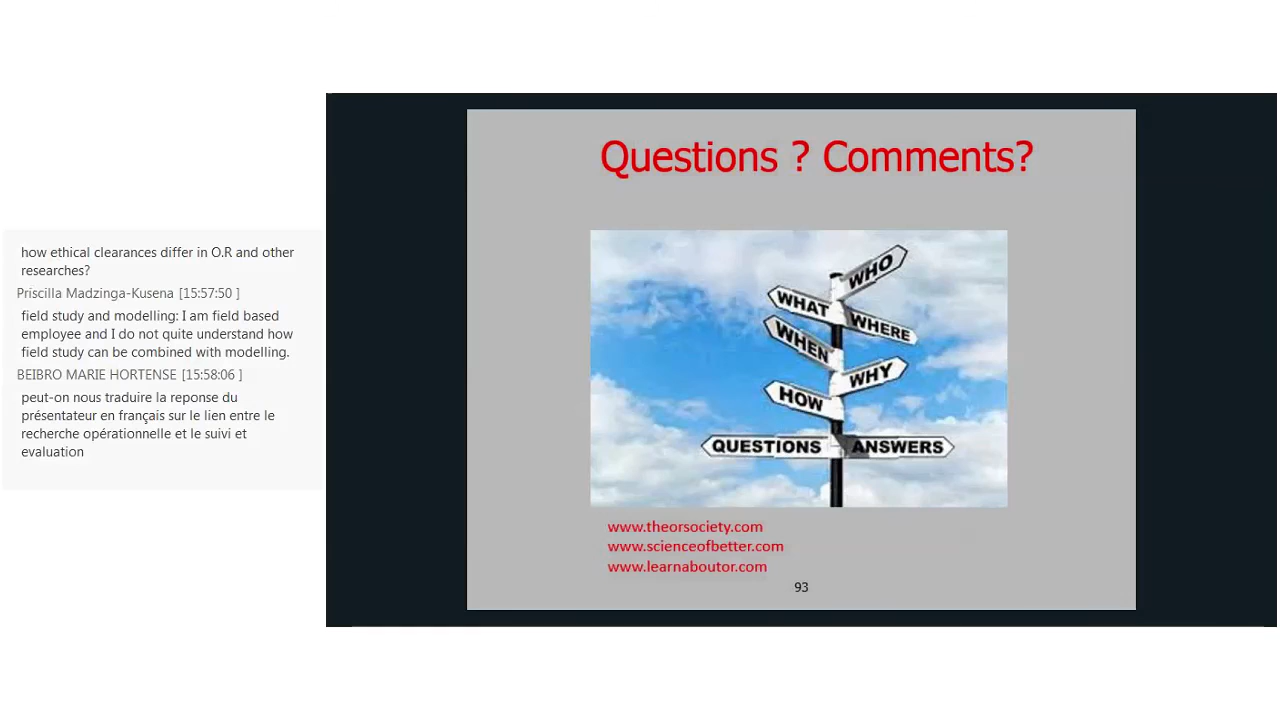 how ethical clearances differ in O.R and other
researches?
Priscilla Madzinga-Kusena [15:57:50 ]
field study and modelling: I am field based
employee and I do not quite understand how
field study can be combined with modelling.
BEIBRO MARIE HORTENSE [15:58:06 ]
peut-on nous traduire la reponse du
présentateur en français sur le lien entre le
recherche opérationnelle et le suivi et
evaluation
Questions ? Comments?
WHO
WHAT
WHERE
WHEN
WHY
HOW
QUESTIONS ANSWERS
www.theorsociety.com
www.scienceofbetter.com
www.learnaboutor.com
93